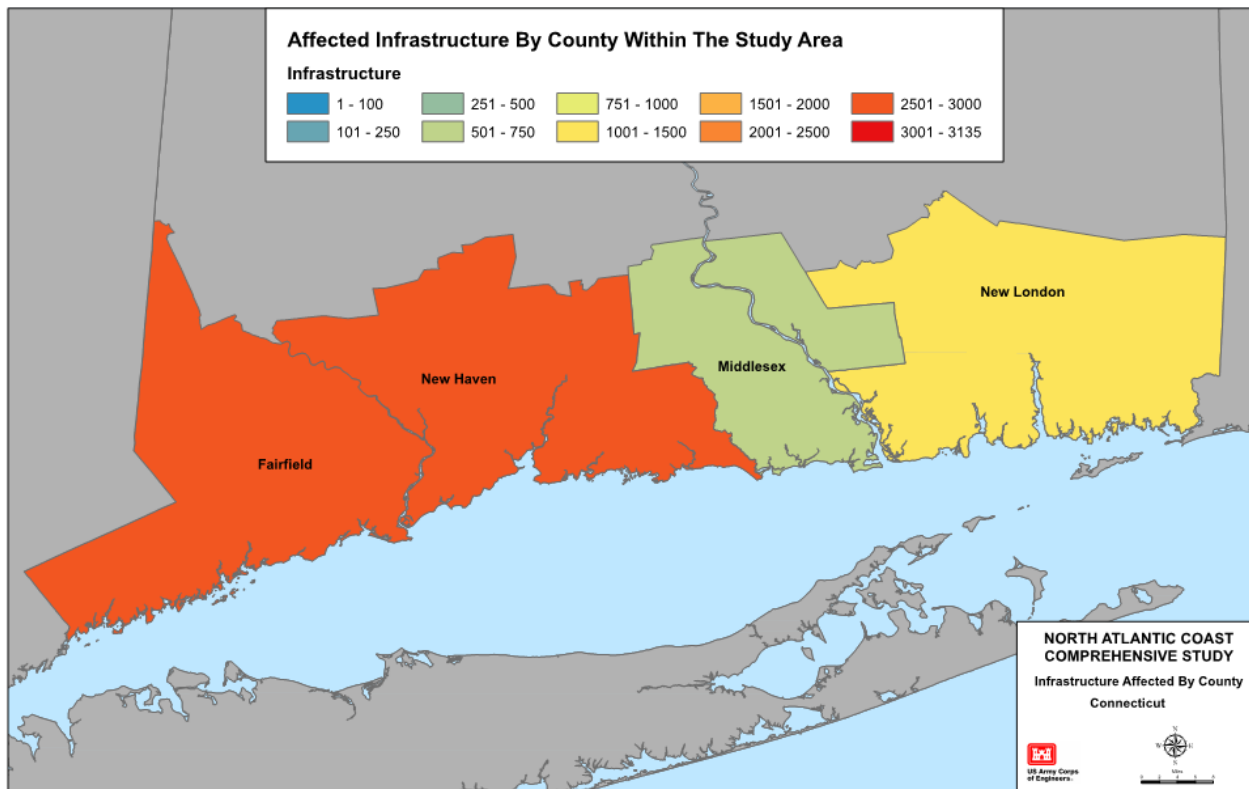 Affected Infrastructure By County Within The Study Area
Infrastructure
1 - 100
251 - 500
751 - 1000
1501 - 2000
2501 - 3000
101 - 250
501 - 750
1001 - 1500
2001 - 2500
3001 - 3135
New London
Middlesex
New Haven
Fairfield
NORTH ATLANTIC COAST
COMPREHENSIVE STUDY
Infrastructure Affected By County
Connecticut
N
W
E
S
US Army Corps
of Engineers
Miles